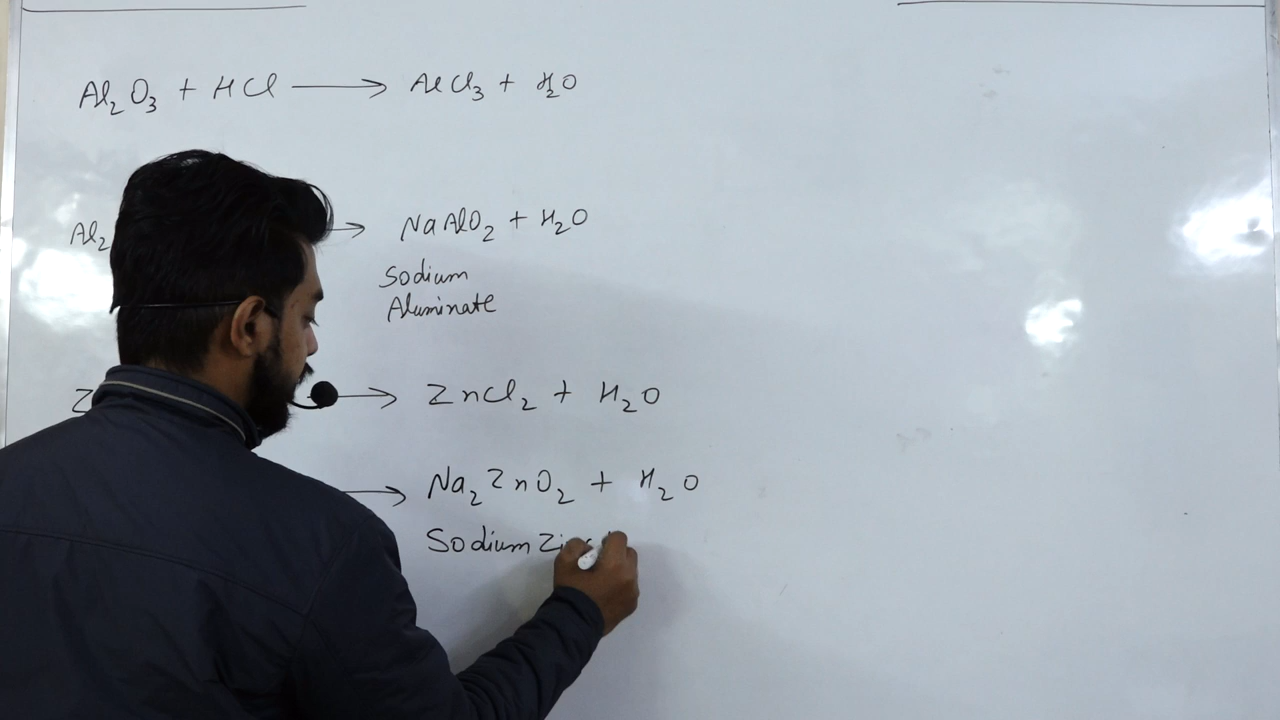 Al₂O₃ + HCl ⟶ AlCl₃ + H₂O
Al₂ → NaAlO₂ + H₂O
Sodium
Aluminate
Z → ZnCl₂ + H₂O
→ Na₂ZnO₂ + H₂O
Sodium